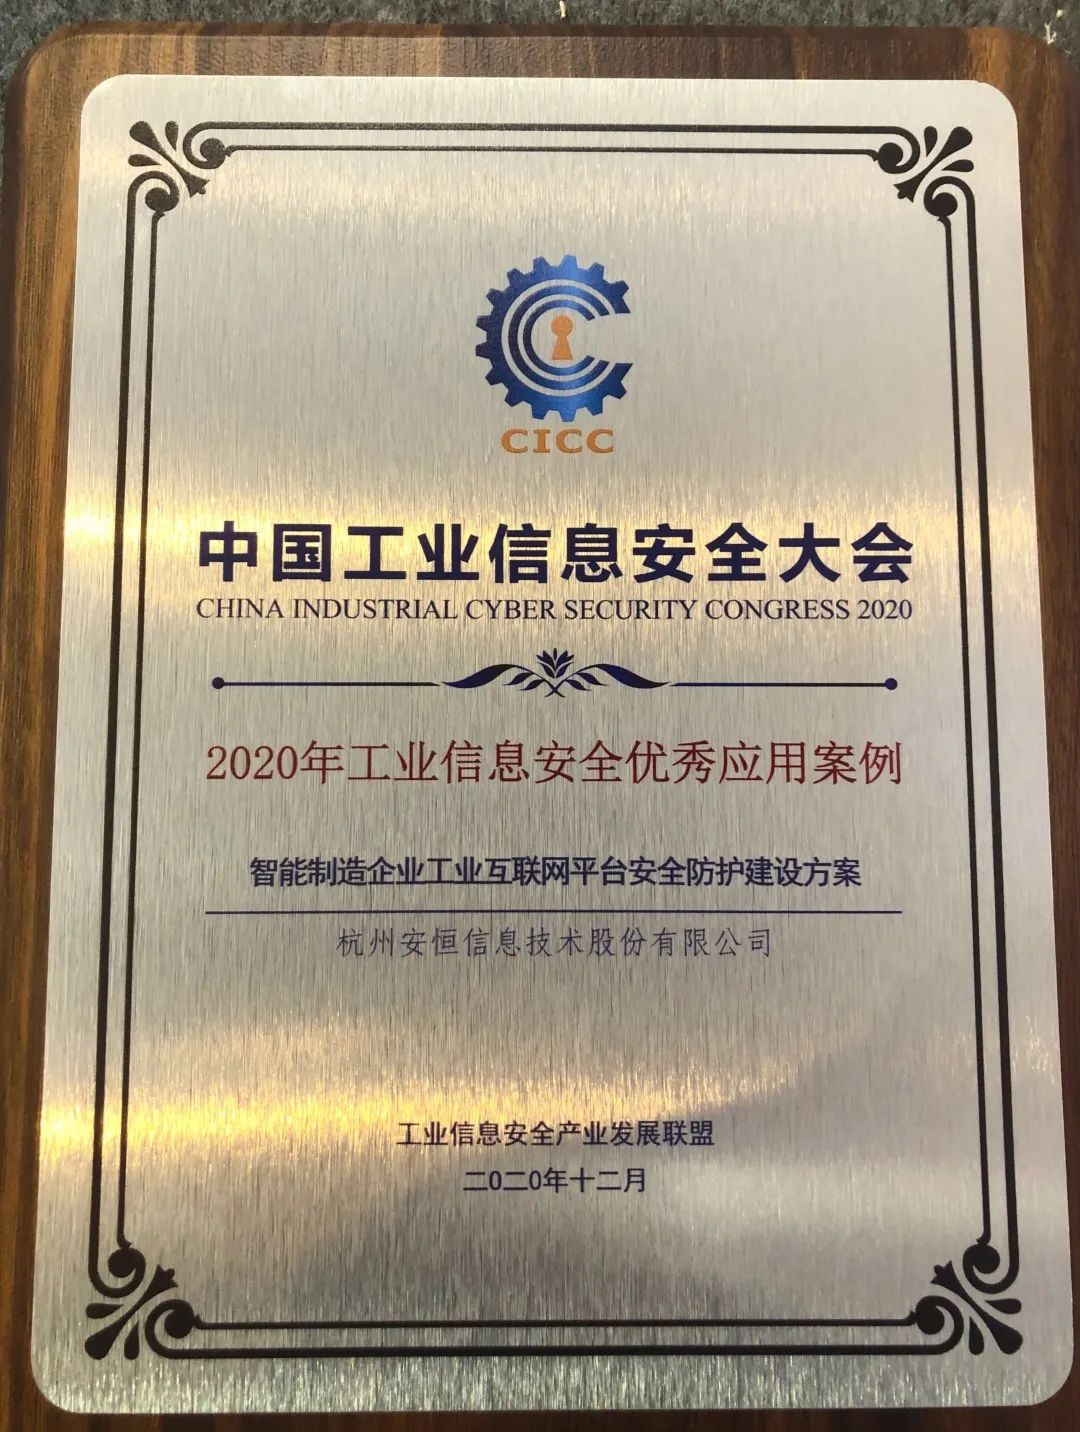 CICC
中国工业信息安全大会
CHINA INDUSTRIAL CYBER SECURITY CONGRESS 2020
2020年工业信息安全优秀应用案例
智能制造企业工业互联网平台安全防护建设方案
杭州安恒信息技术股份有限公司
工业信息安全产业发展联盟
二0二0年十二月